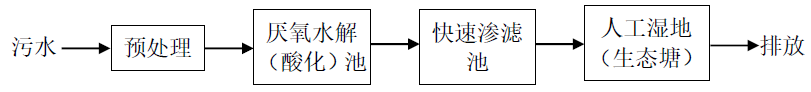 污水
预处理
厌氧水解
（酸化）池
快速渗滤
池
人工湿地
（生态塘）
排放